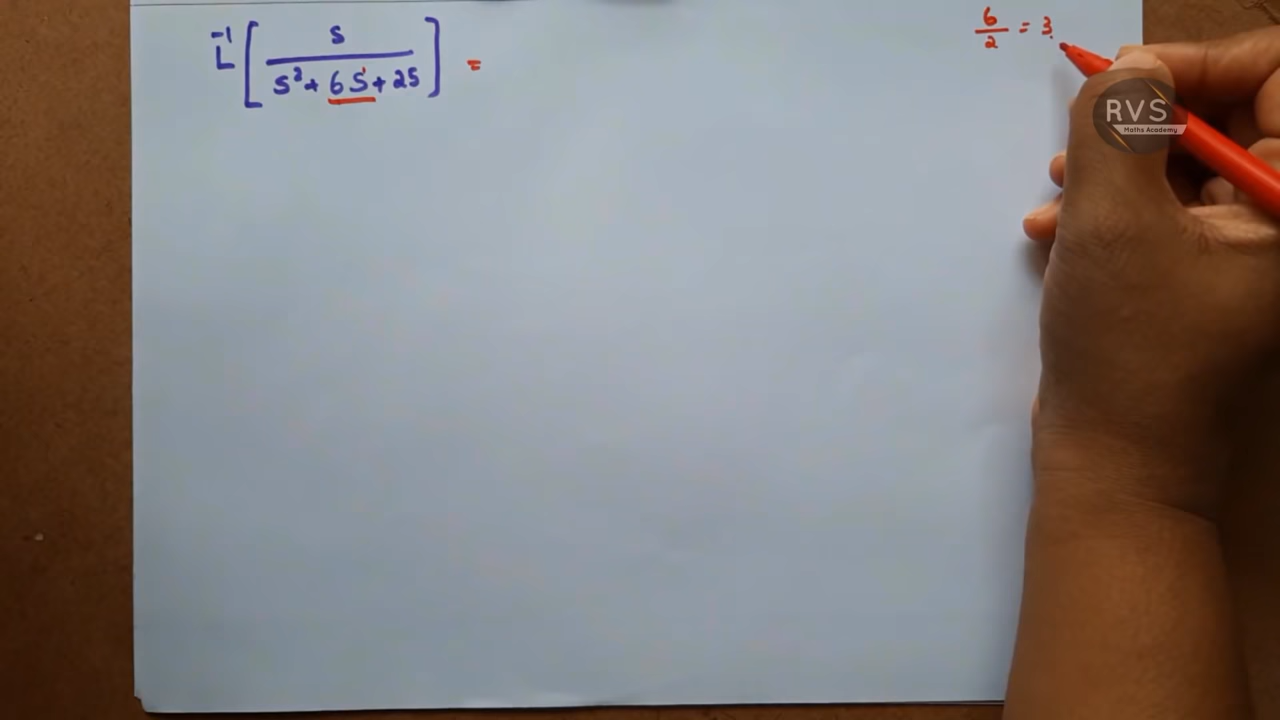 L⁻¹ [ s / (s² + 6s + 25) ] =
6/2 = 3
RVS
Maths Academy